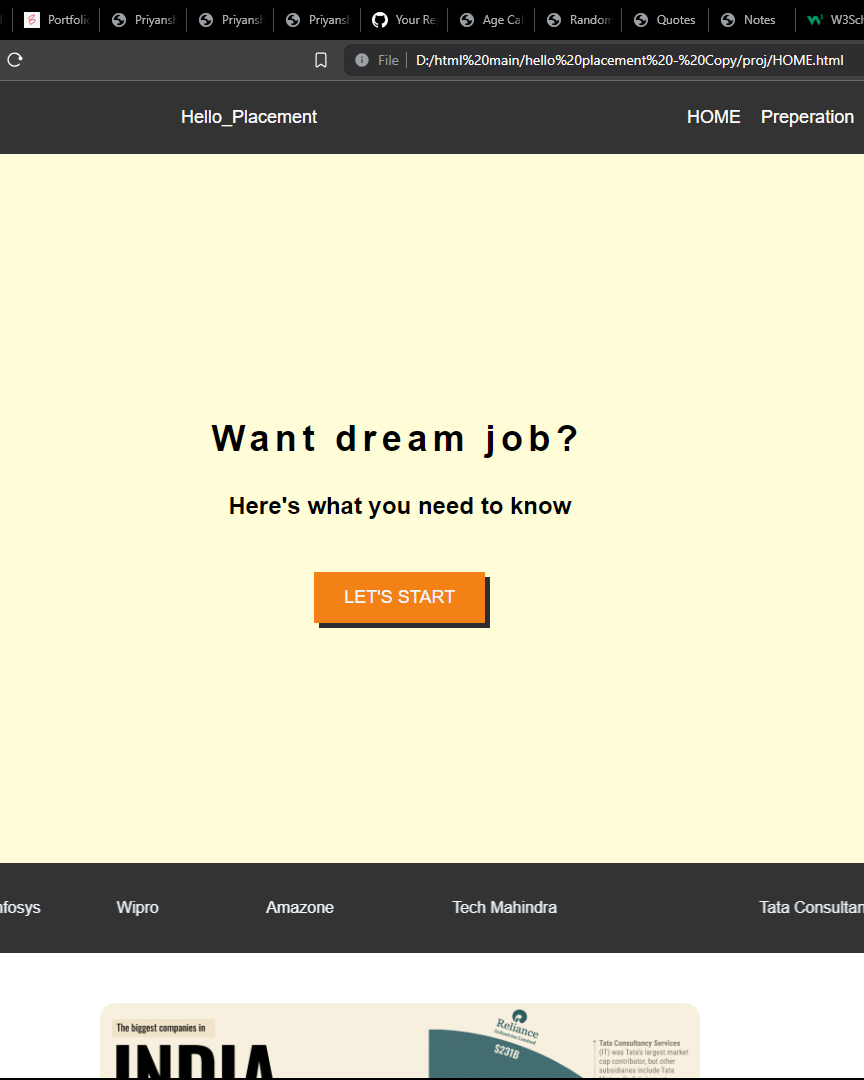 Portfoli Priyansh Priyansh Priyansh Your Re Age Cal Random Quotes Notes W3Sch
File D:/html%20main/hello%20placement%20-%20Copy/proj/HOME.html
Hello_Placement HOME Preperation
Want dream job?
Here's what you need to know
LET'S START
nfosys Wipro Amazone Tech Mahindra Tata Consultan
The biggest companies in
INDIA
Reliance
Industries Limited
$231B
Tata Consultancy Services
(IT) was Tata's largest market
cap contributor, but other
subsidiaries include Tata